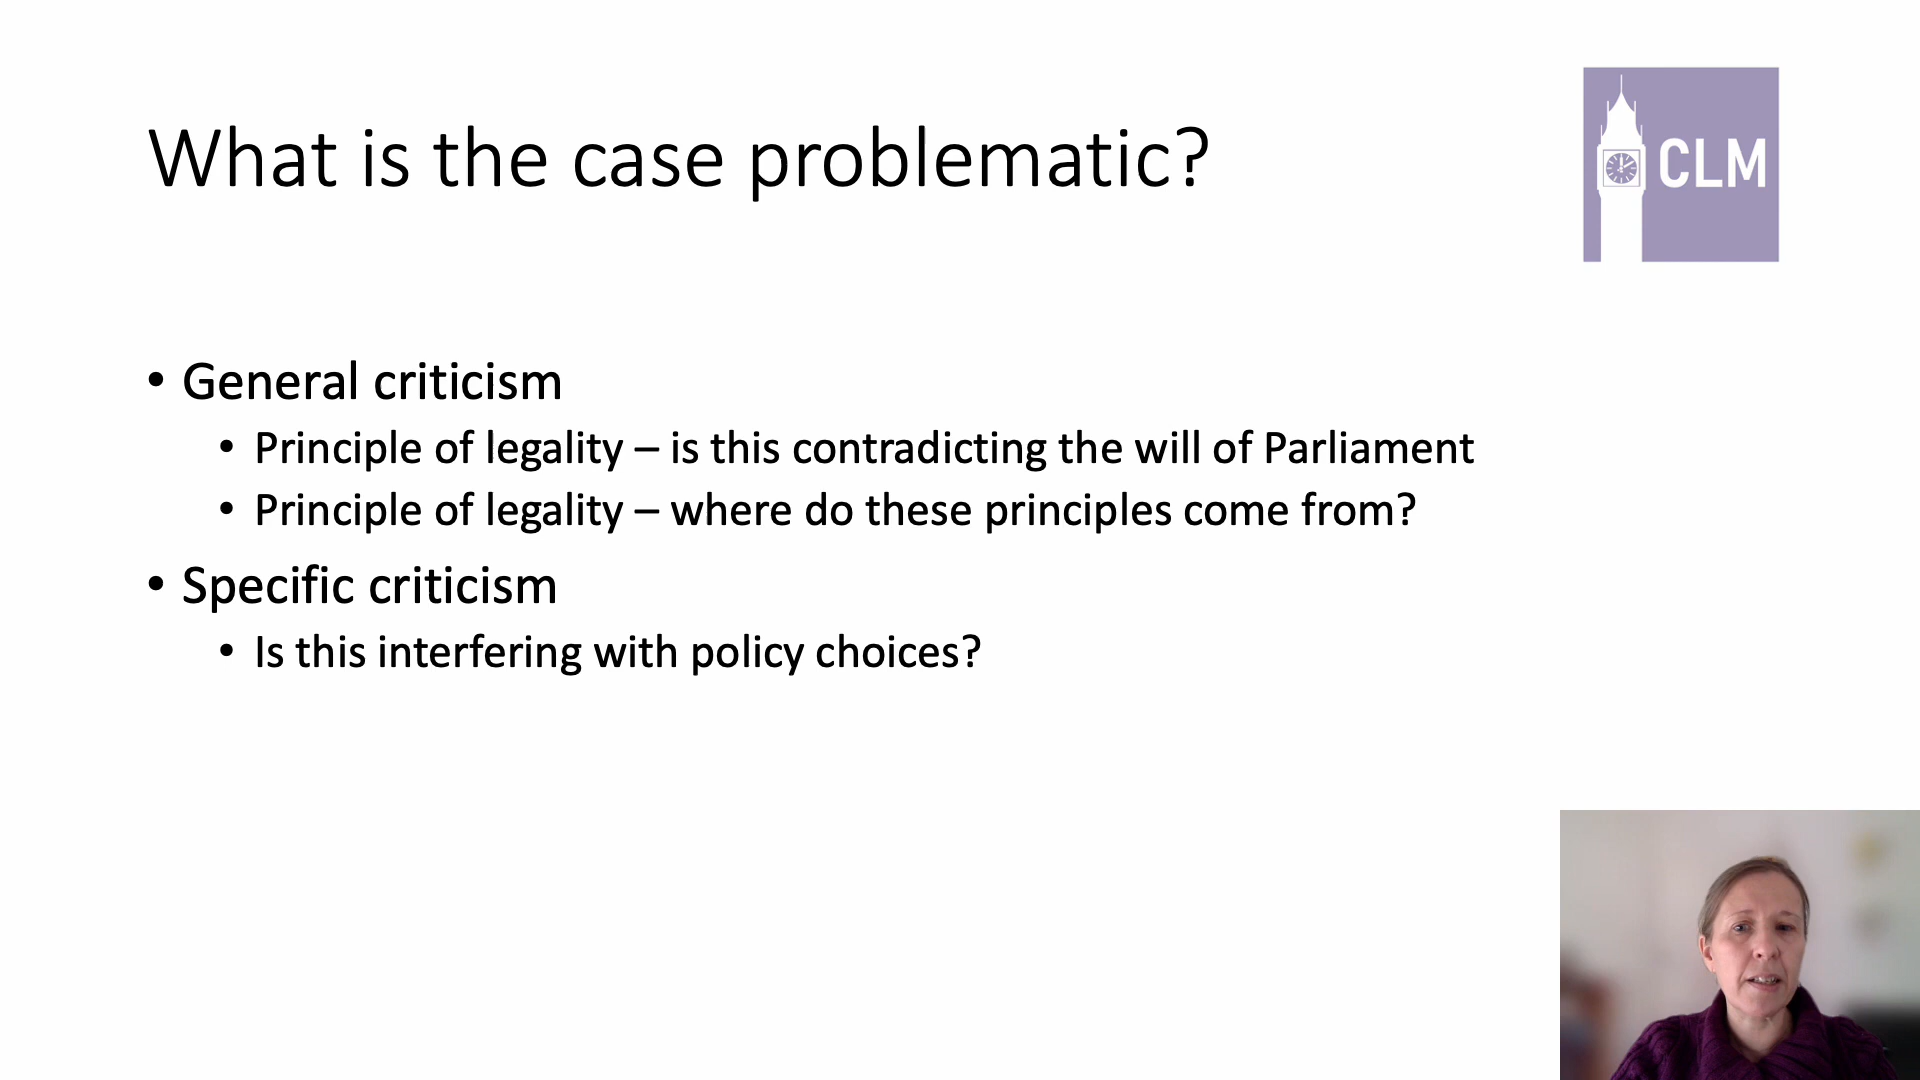 What is the case problematic?
CLM
• General criticism
• Principle of legality – is this contradicting the will of Parliament
• Principle of legality – where do these principles come from?
• Specific criticism
• Is this interfering with policy choices?